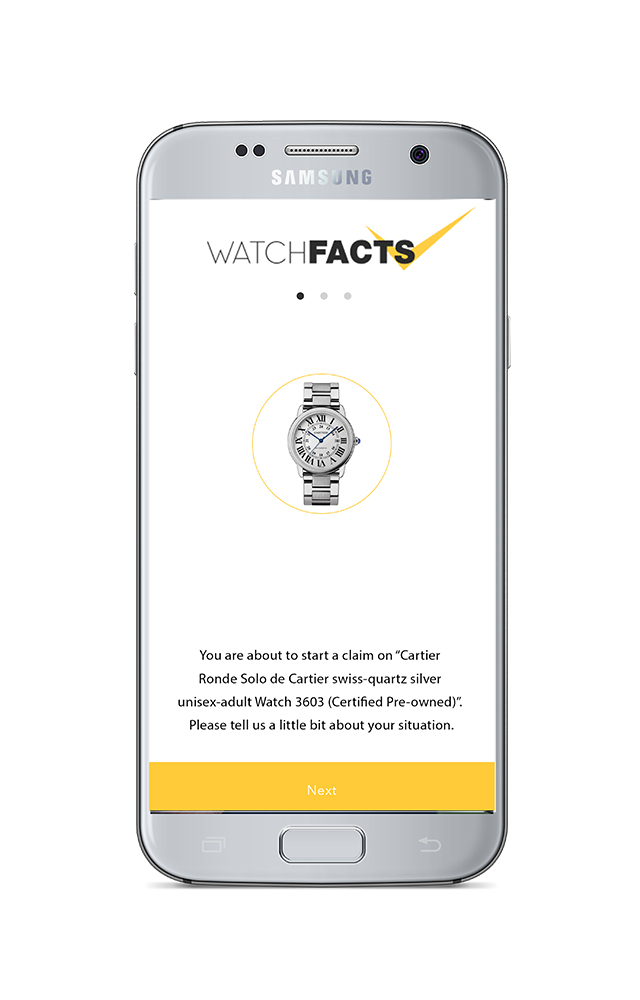 SAMSUNG
WATCHFACTS
You are about to start a claim on “Cartier
Ronde Solo de Cartier swiss-quartz silver
unisex-adult Watch 3603 (Certified Pre-owned)”.
Please tell us a little bit about your situation.
Next